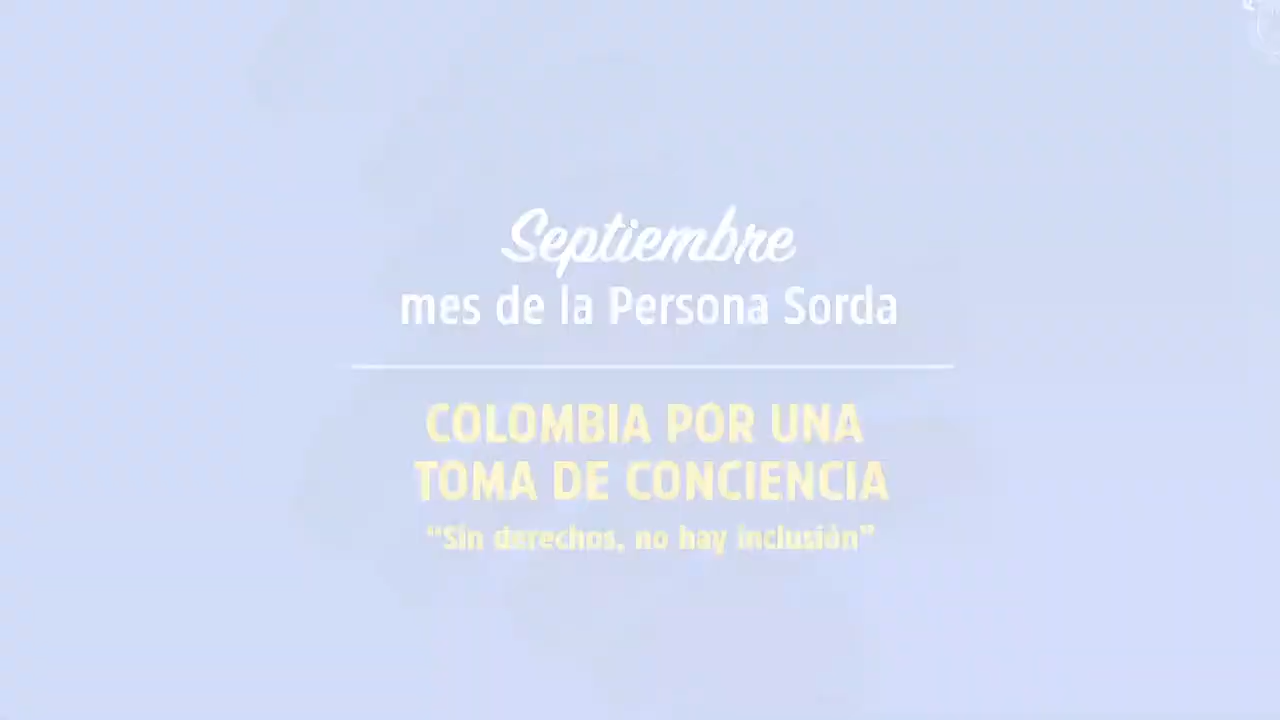 Septiembre
mes de la Persona Sorda
COLOMBIA POR UNA
TOMA DE CONCIENCIA
“Sin derechos, no hay inclusión”